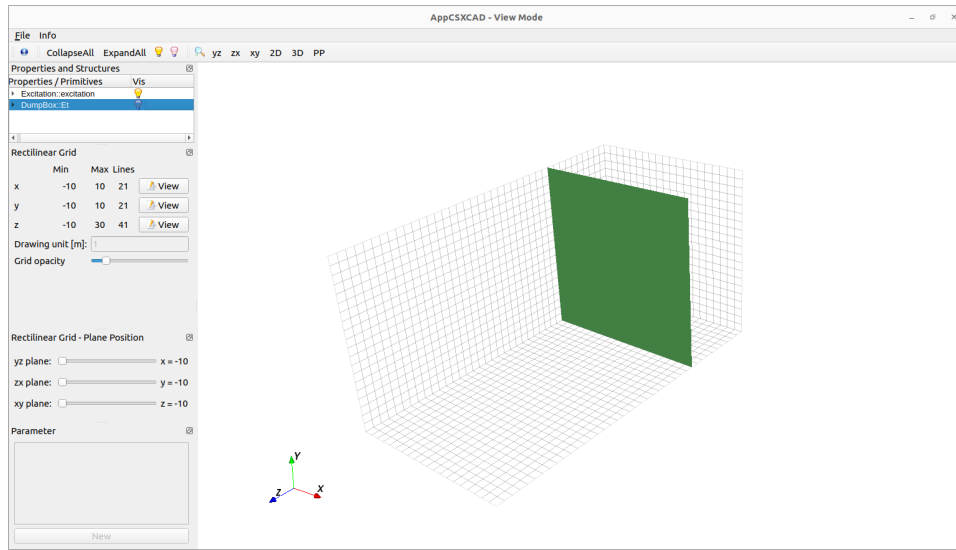 AppCSXCAD - View Mode
File Info
CollapseAll ExpandAll yz zx xy 2D 3D PP
Properties and Structures
Properties / Primitives Vis
Excitation::excitation
DumpBox::Et
Rectilinear Grid
Min Max Lines
x -10 10 21 View
y -10 10 21 View
z -10 30 41 View
Drawing unit [m]: 1
Grid opacity
Rectilinear Grid - Plane Position
yz plane: x = -10
zx plane: y = -10
xy plane: z = -10
Parameter
New
Y
Z X